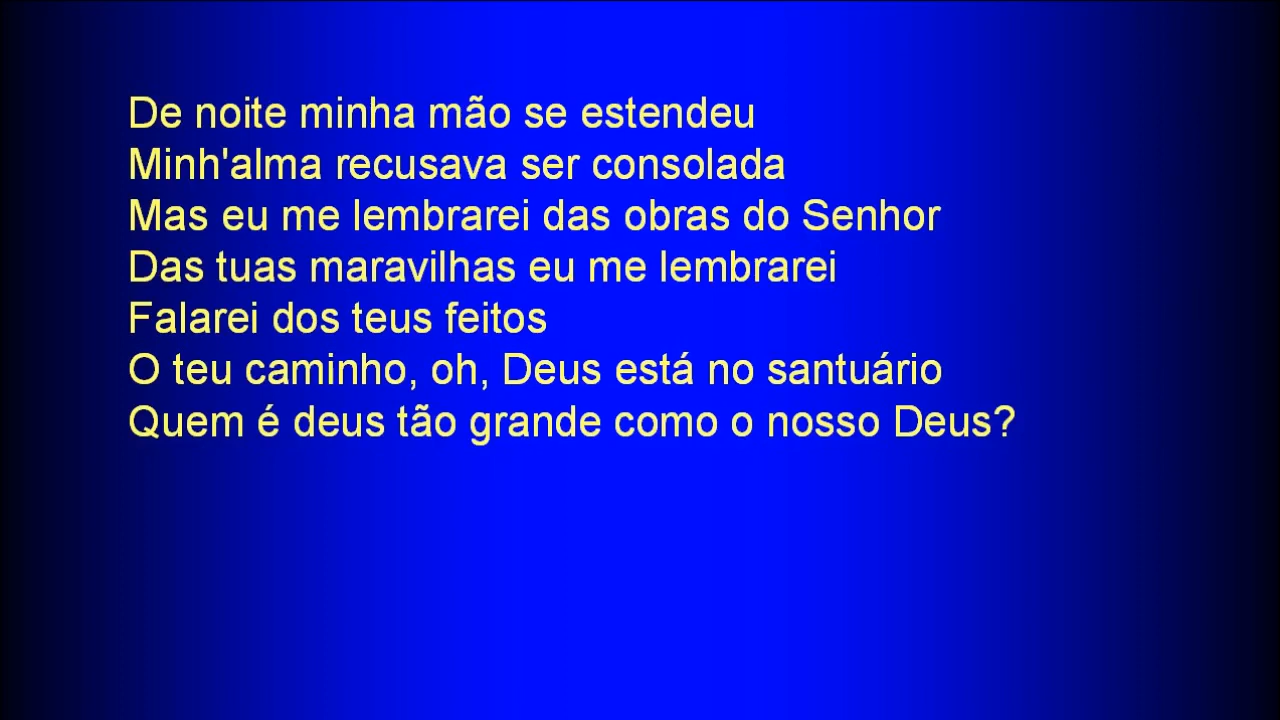 De noite minha mão se estendeu
Minh'alma recusava ser consolada
Mas eu me lembrarei das obras do Senhor
Das tuas maravilhas eu me lembrarei
Falarei dos teus feitos
O teu caminho, oh, Deus está no santuário
Quem é deus tão grande como o nosso Deus?